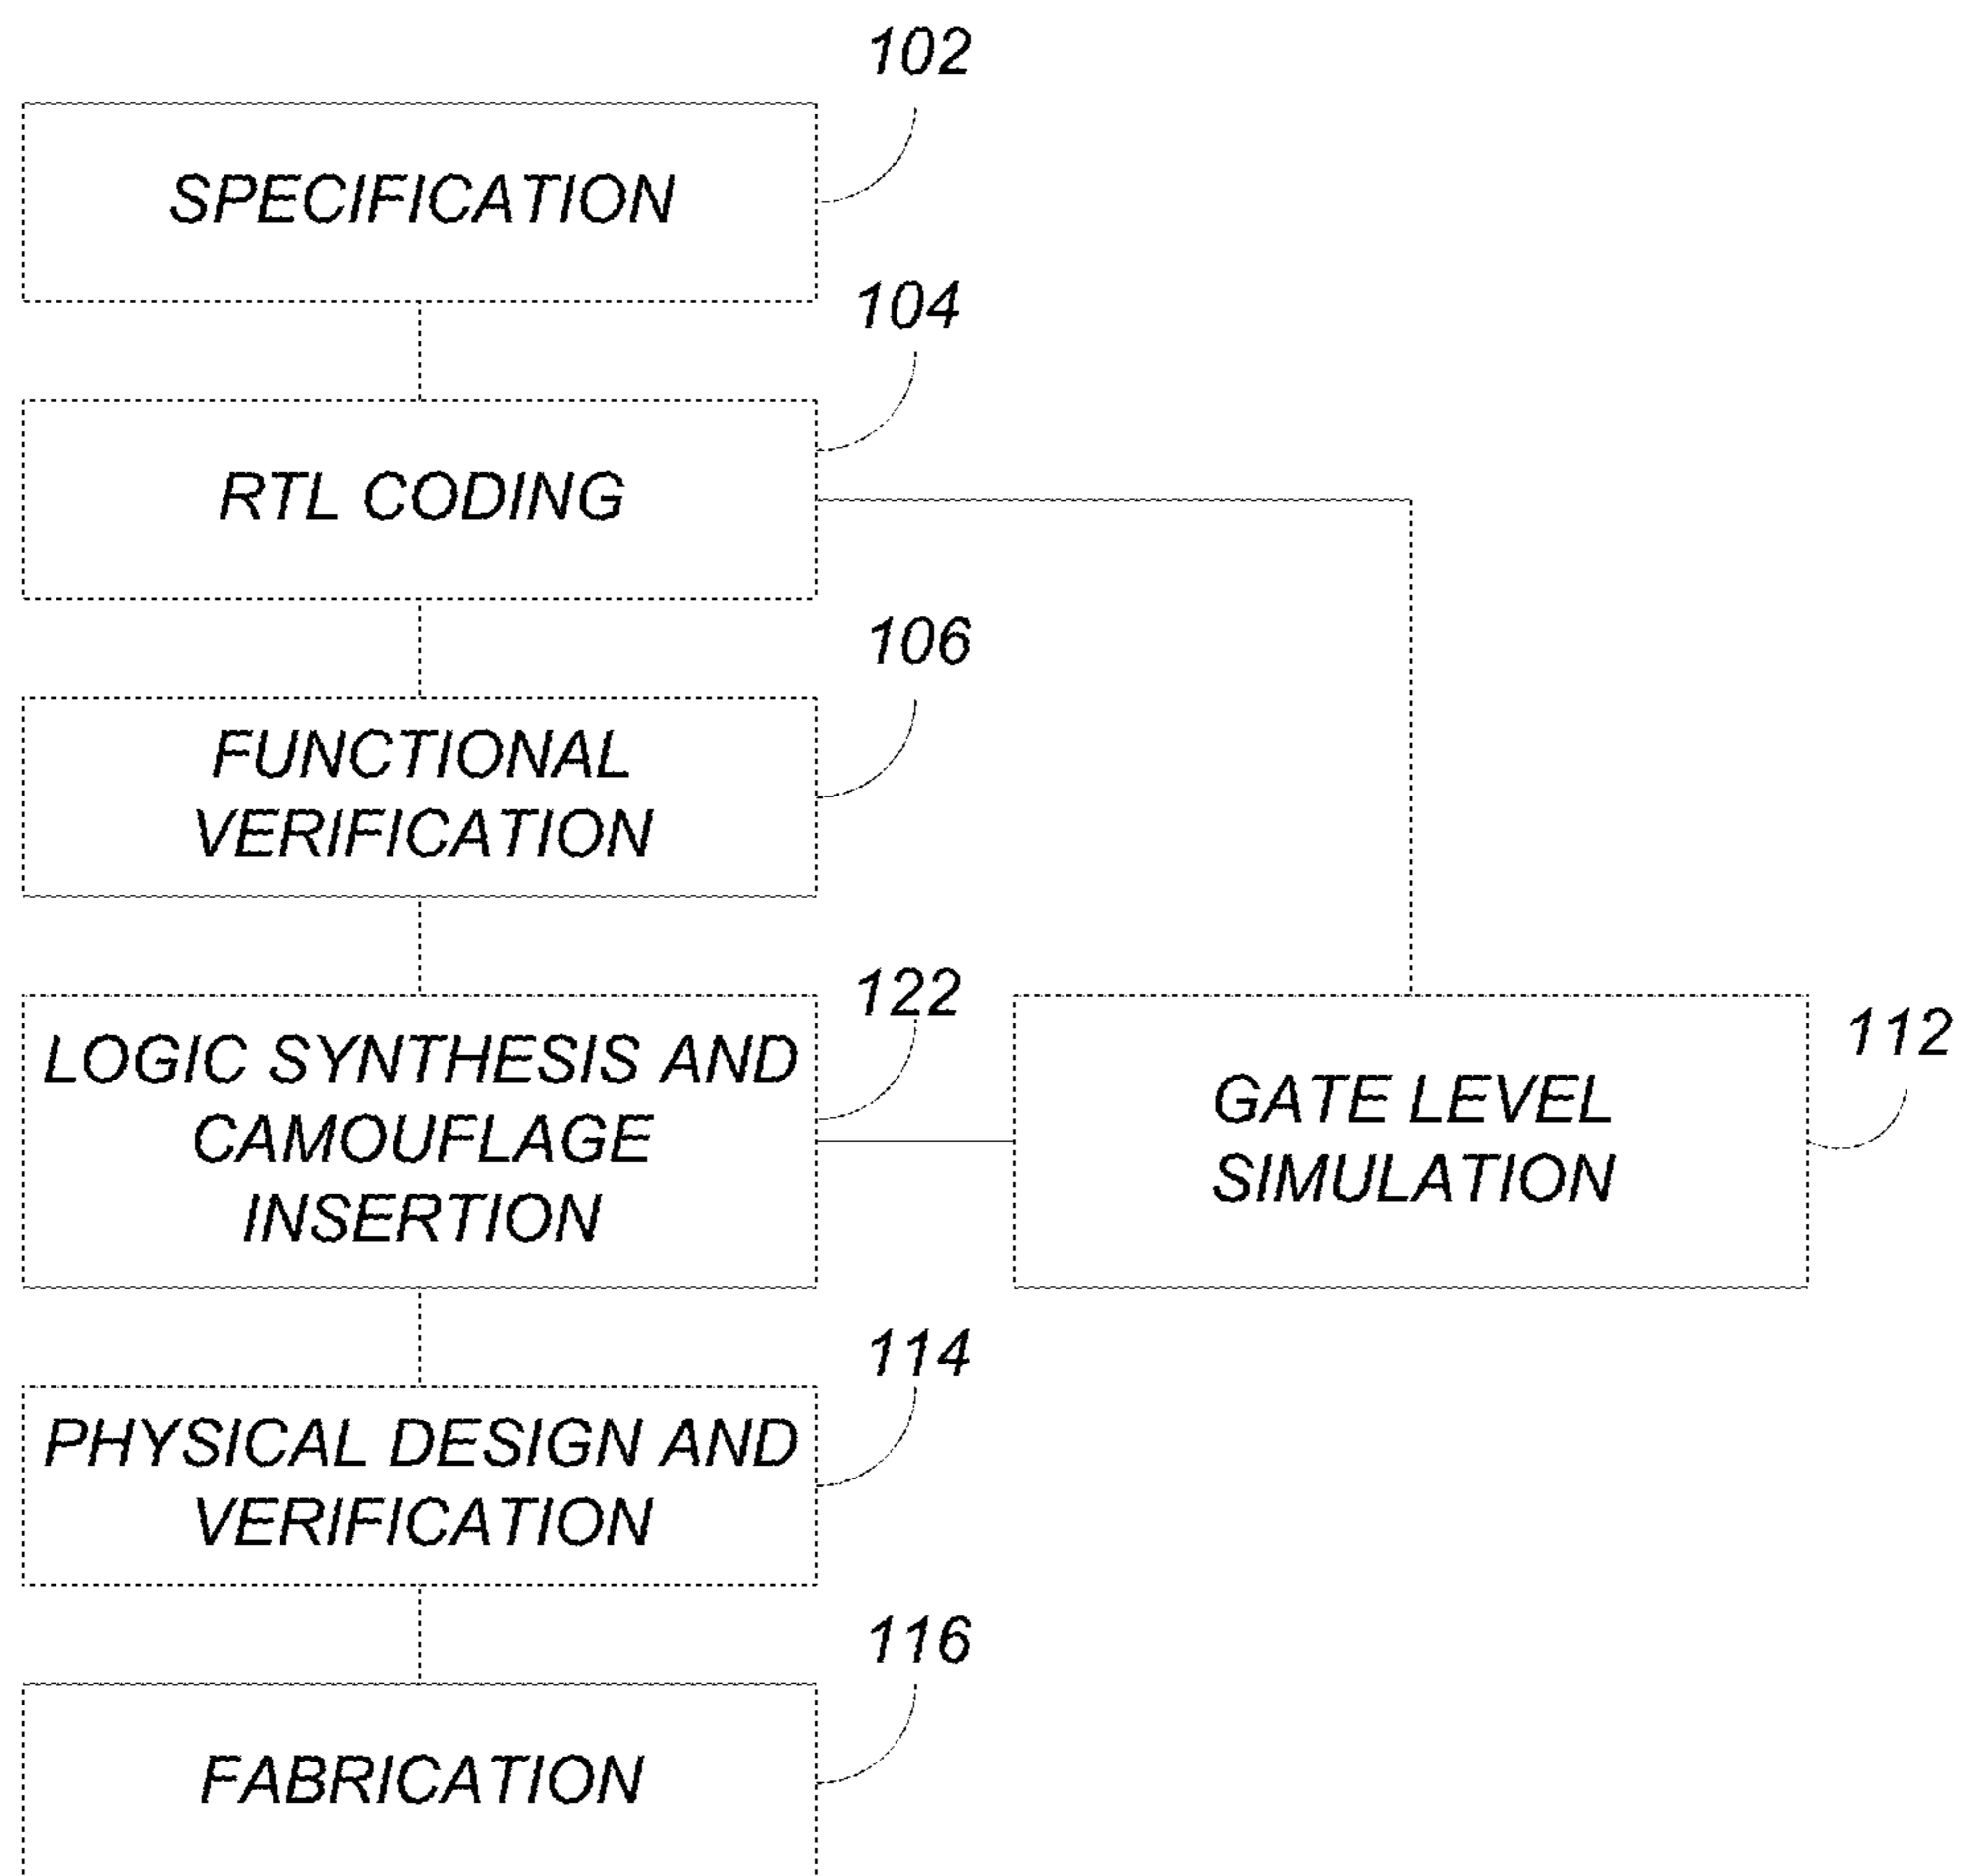 102
SPECIFICATION
104
RTL CODING
106
FUNCTIONAL
VERIFICATION
122
LOGIC SYNTHESIS AND
CAMOUFLAGE
INSERTION
112
GATE LEVEL
SIMULATION
114
PHYSICAL DESIGN AND
VERIFICATION
116
FABRICATION